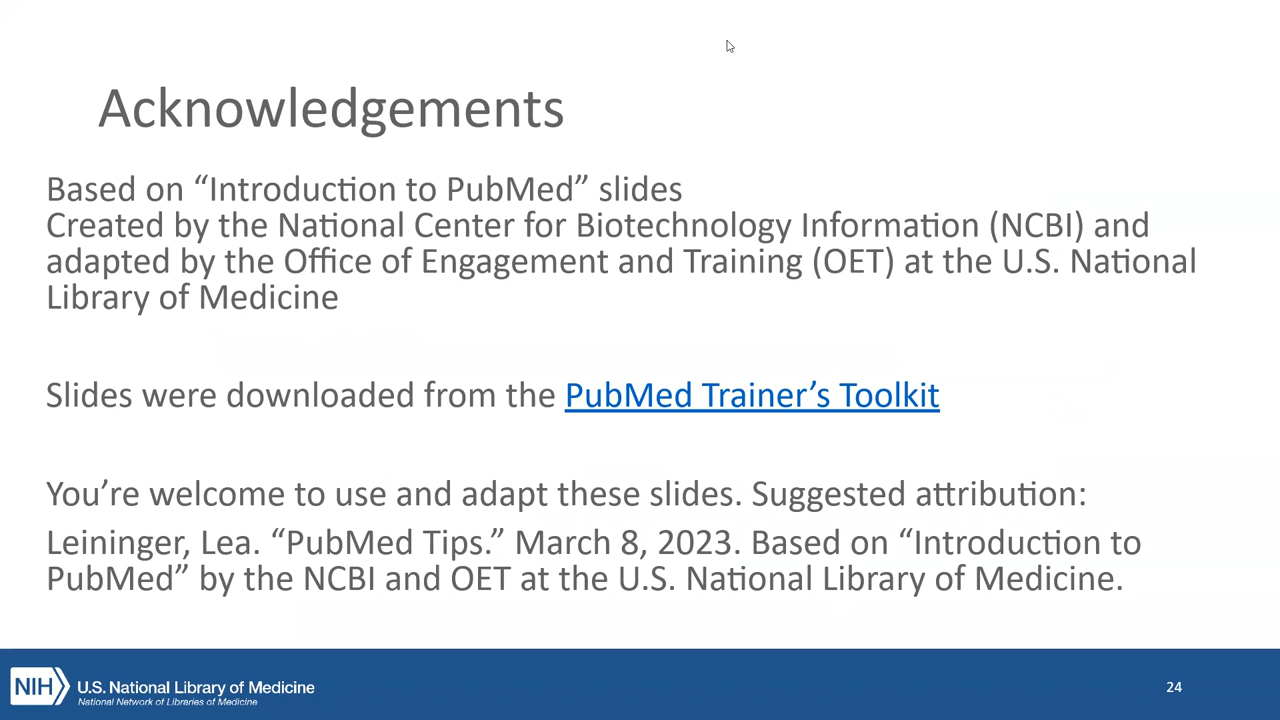 Acknowledgements
Based on “Introduction to PubMed” slides
Created by the National Center for Biotechnology Information (NCBI) and
adapted by the Office of Engagement and Training (OET) at the U.S. National
Library of Medicine
Slides were downloaded from the PubMed Trainer’s Toolkit
You’re welcome to use and adapt these slides. Suggested attribution:
Leininger, Lea. “PubMed Tips.” March 8, 2023. Based on “Introduction to
PubMed” by the NCBI and OET at the U.S. National Library of Medicine.
NIH U.S. National Library of Medicine
National Network of Libraries of Medicine
24